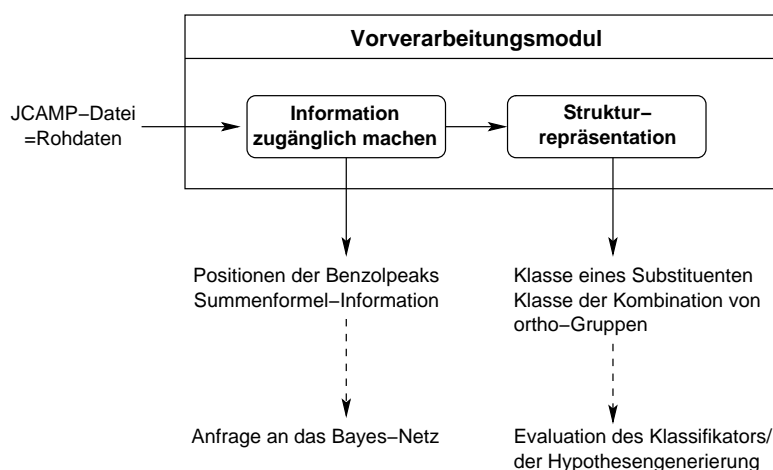 Vorverarbeitungsmodul
JCAMP–Datei
=Rohdaten
Information
zugänglich machen
Struktur–
repräsentation
Positionen der Benzolpeaks
Summenformel–Information
Klasse eines Substituenten
Klasse der Kombination von
ortho–Gruppen
Anfrage an das Bayes–Netz
Evaluation des Klassifikators/
der Hypothesengenerierung